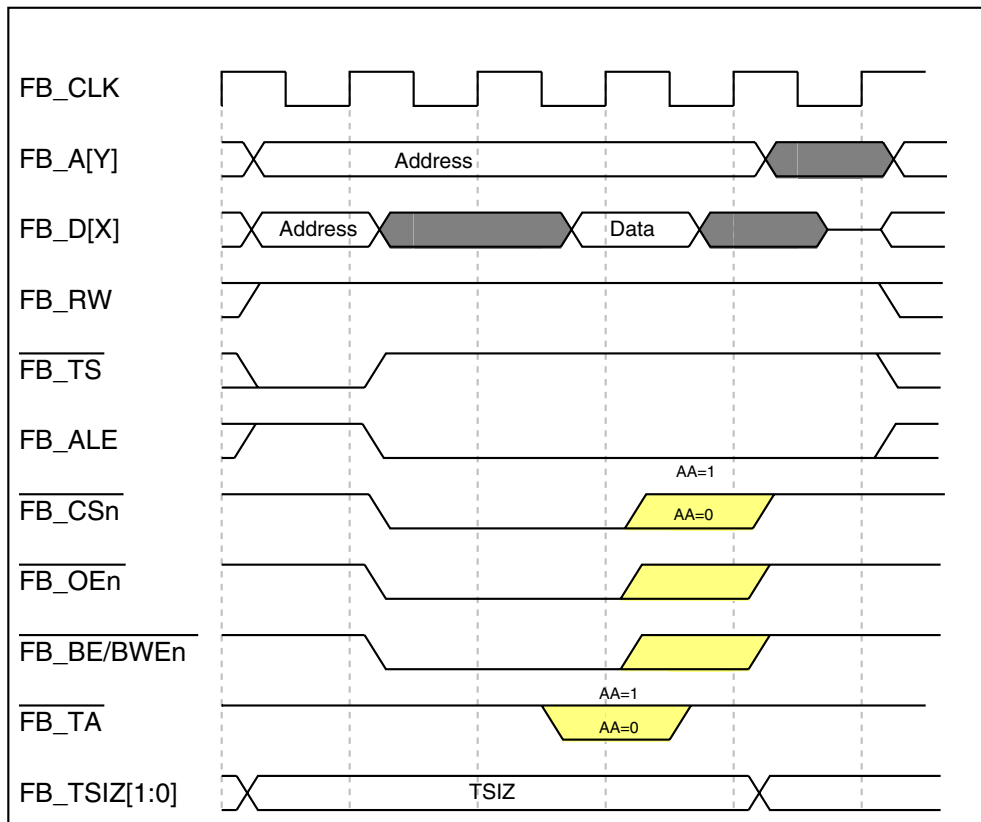 FB_CLK
FB_A[Y]
Address
FB_D[X]
Address
Data
FB_RW
FB_TS
FB_ALE
AA=1
FB_CSn
AA=0
FB_OEn
FB_BE/BWEn
AA=1
FB_TA
AA=0
FB_TSIZ[1:0]
TSIZ